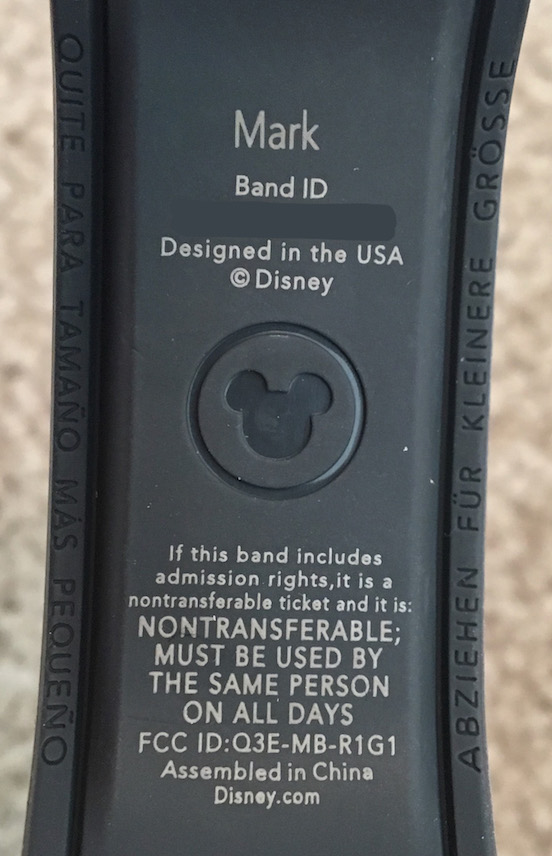 Mark
Band ID
Designed in the USA
© Disney
If this band includes
admission rights,it is a
nontransferable ticket and it is:
NONTRANSFERABLE;
MUST BE USED BY
THE SAME PERSON
ON ALL DAYS
FCC ID:Q3E-MB-R1G1
Assembled in China
Disney.com
QUITE PARA TAMAÑO MÁS PEQUEÑO
ABZIEHEN FÜR KLEINERE GRÖSSE